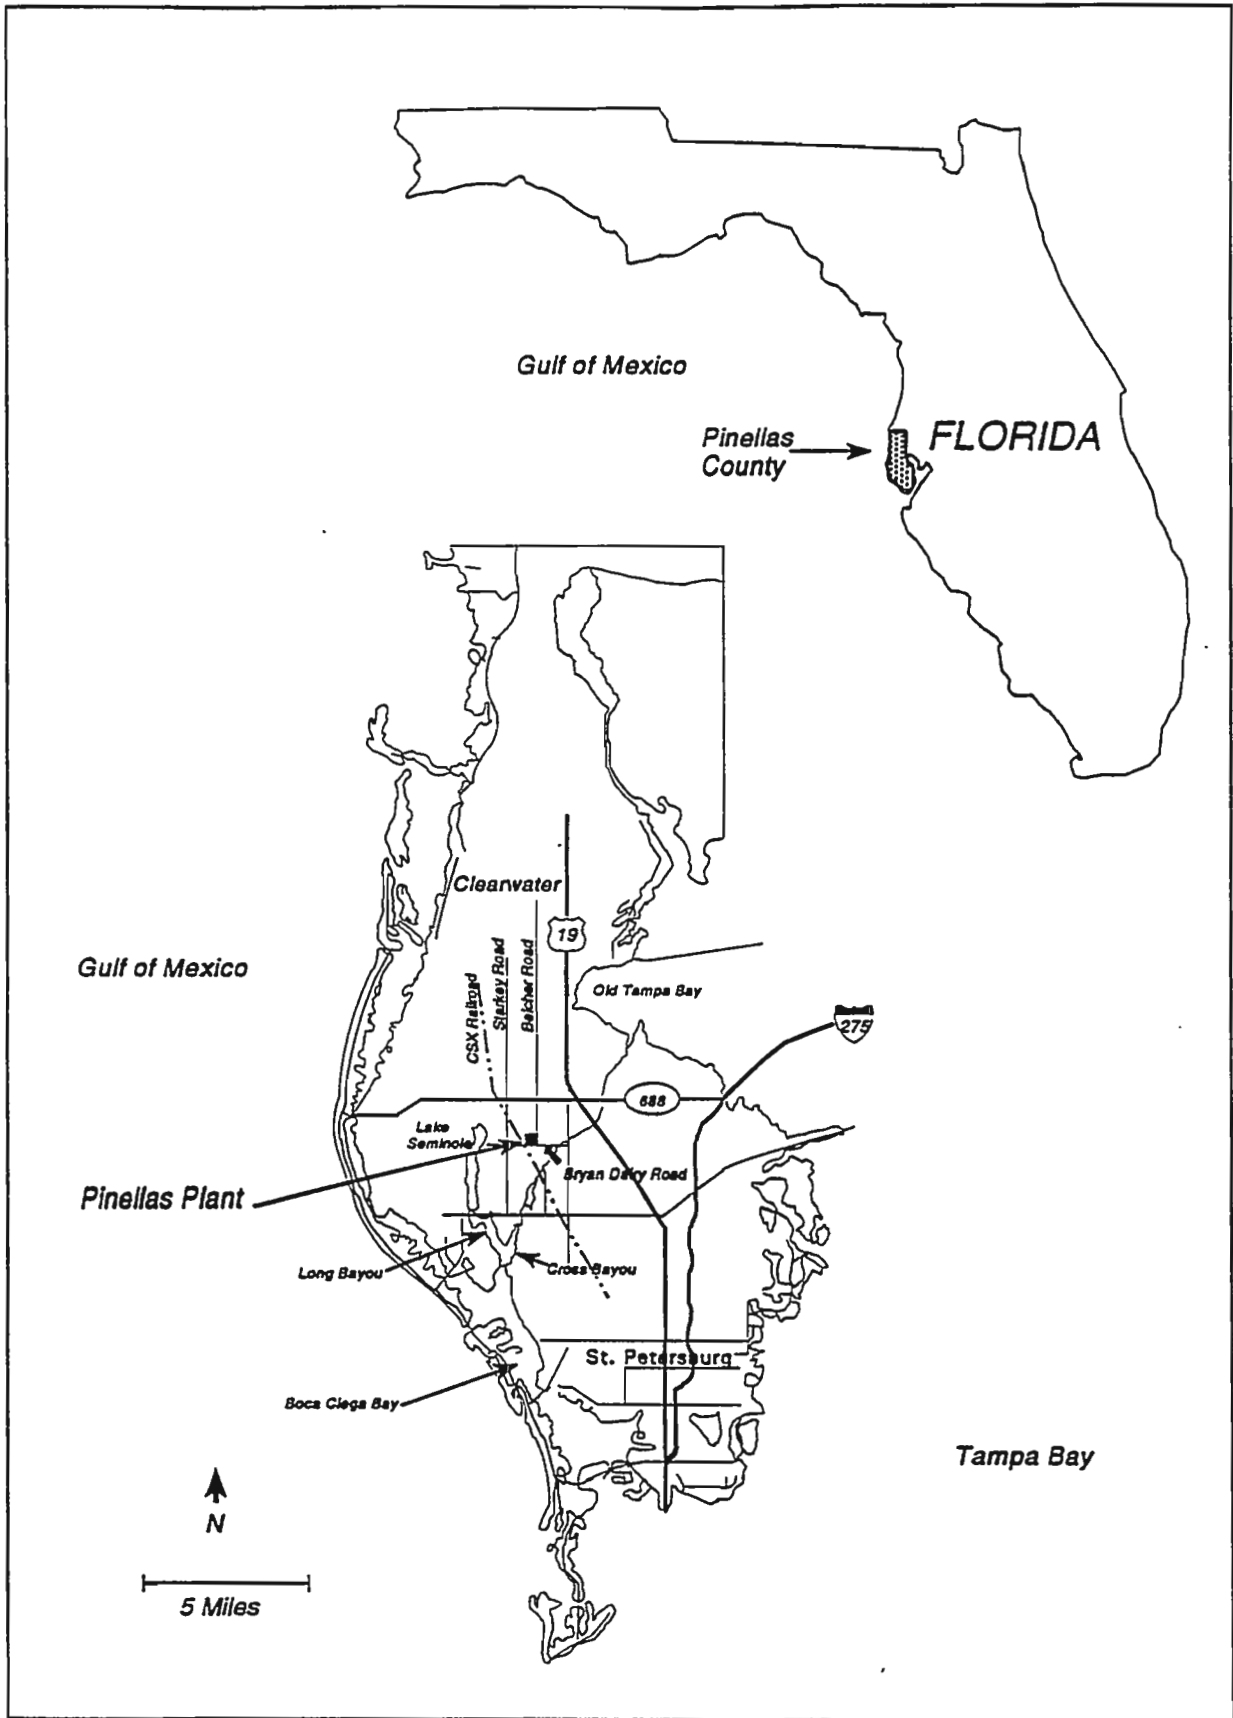 Gulf of Mexico
Pinellas
County
FLORIDA
Clearwater
19
Gulf of Mexico
CSX Railroad
Starkey Road
Belcher Road
Old Tampa Bay
275
688
Lake
Seminole
Pinellas Plant
Bryan Dairy Road
Long Bayou
Cross Bayou
St. Petersburg
Boca Ciega Bay
Tampa Bay
N
5 Miles